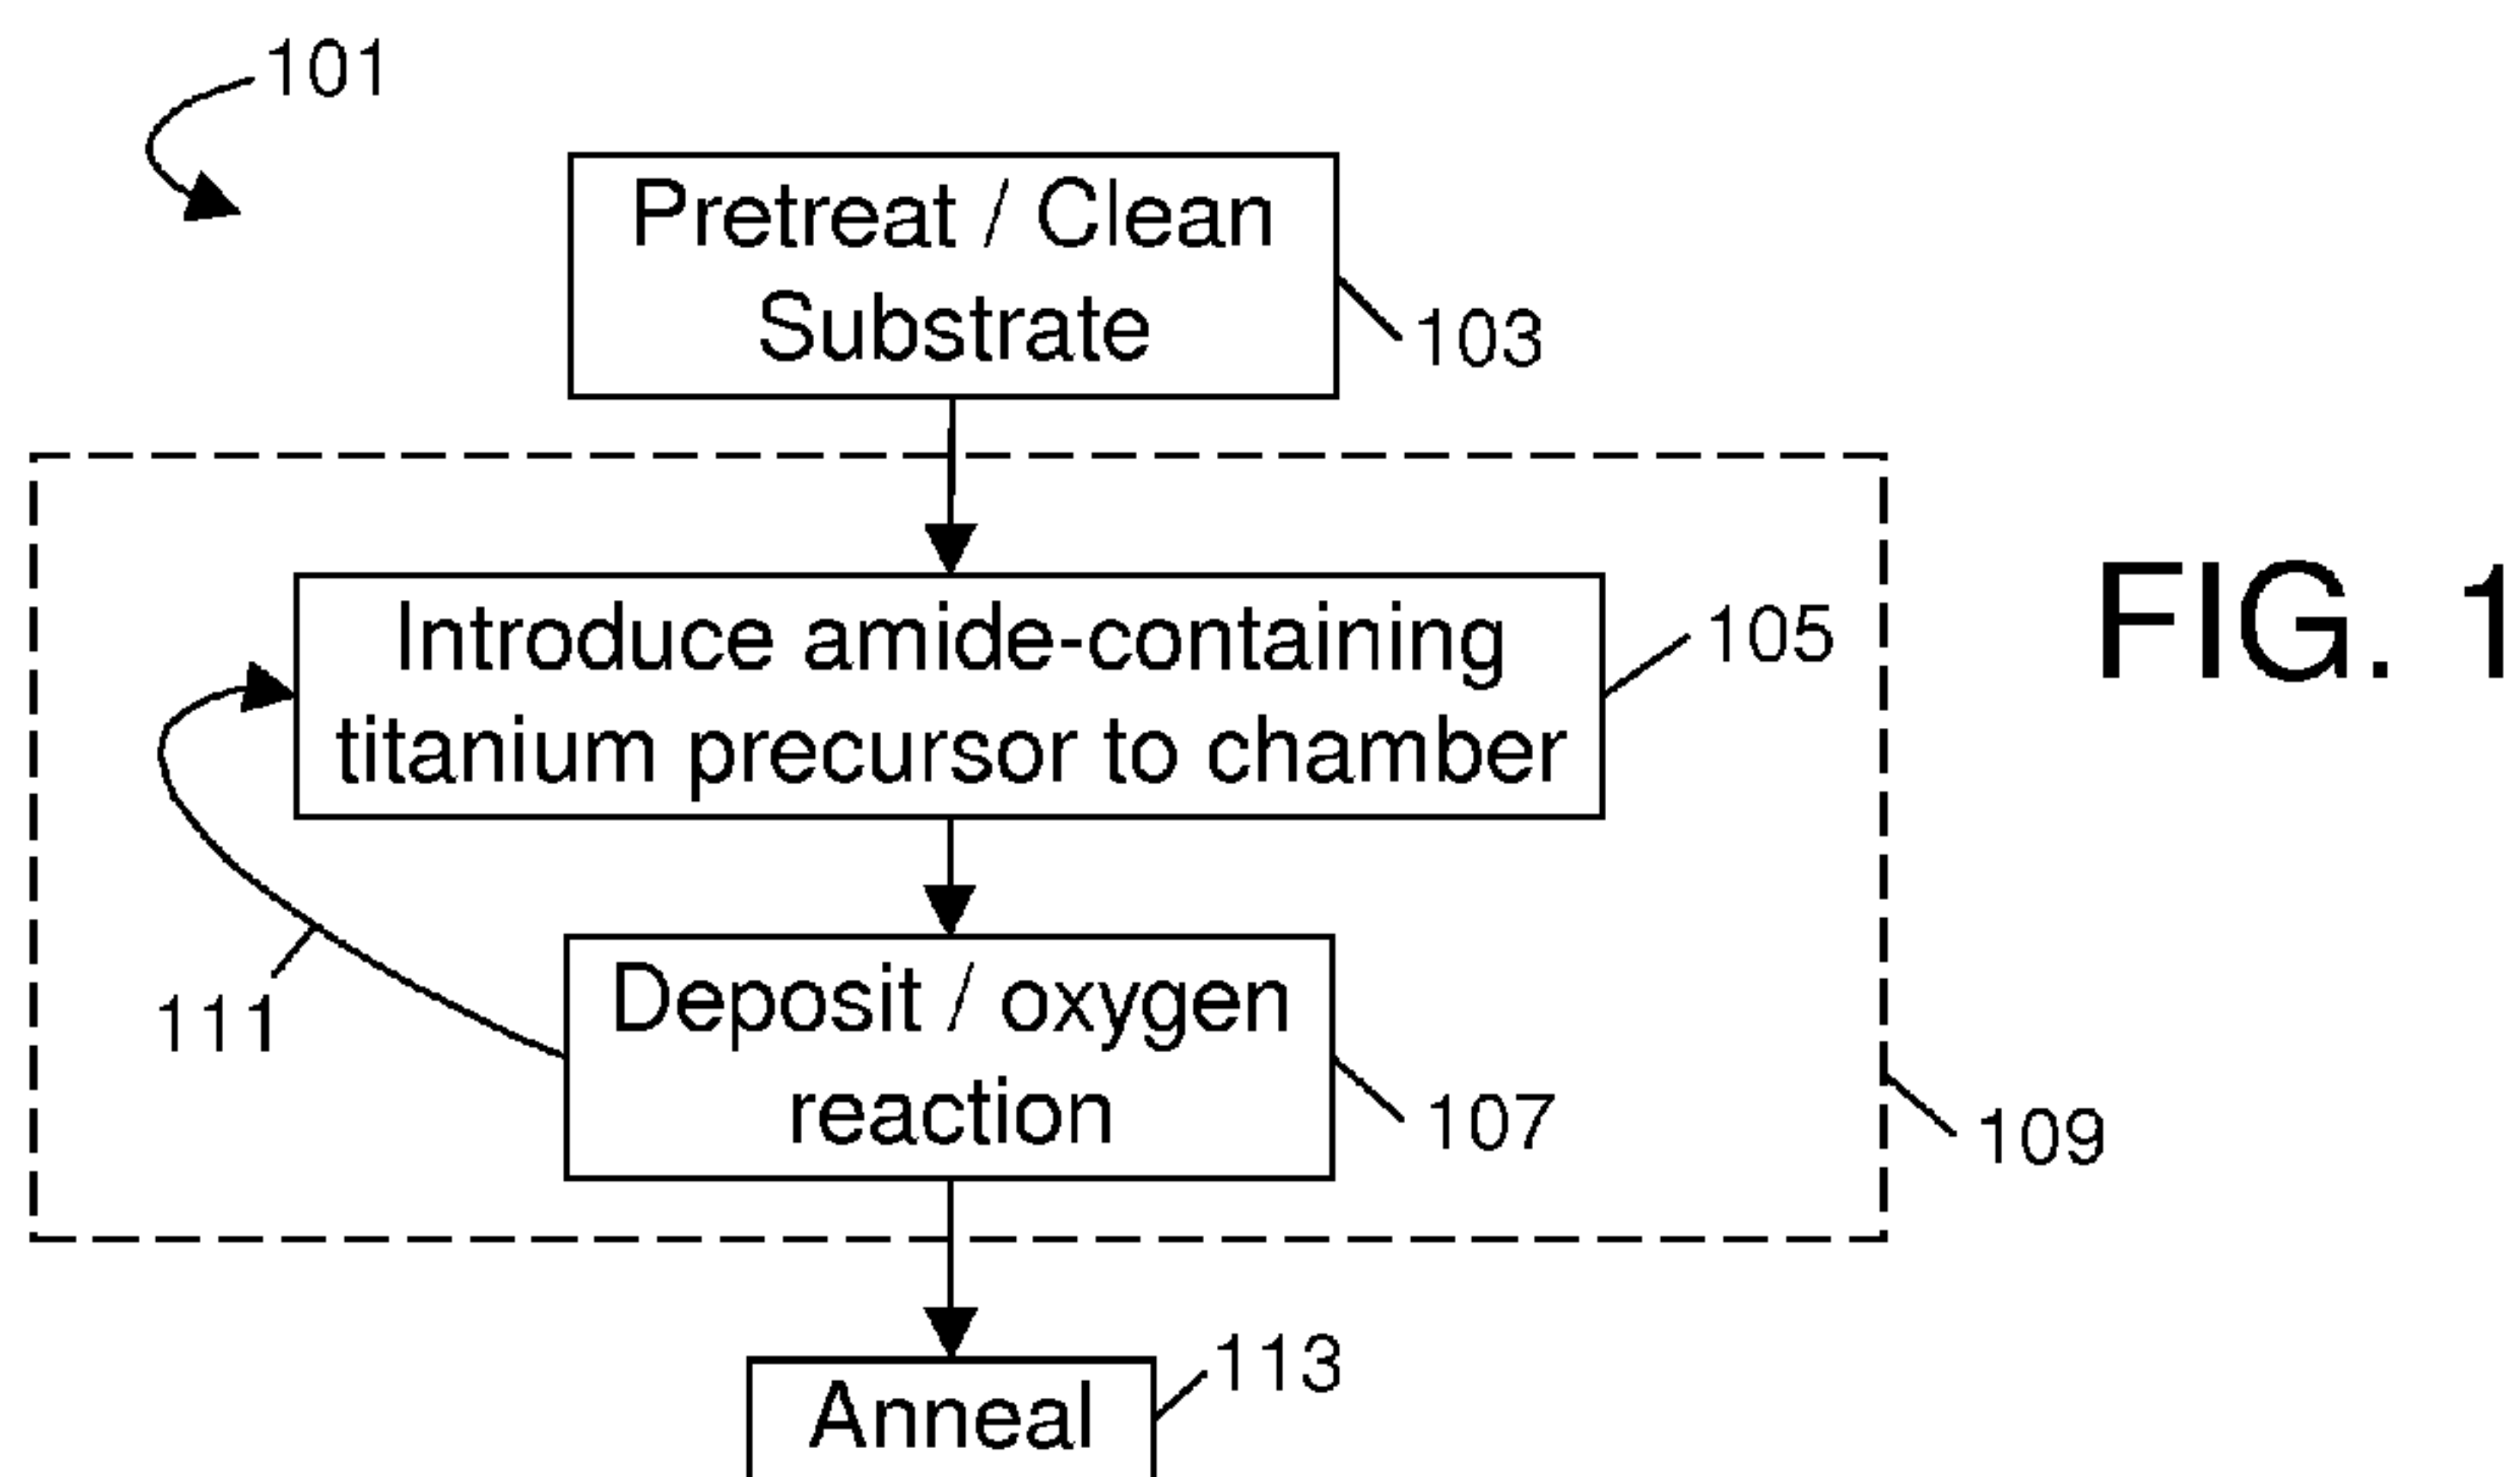 101
Pretreat / Clean
Substrate
103
Introduce amide-containing
titanium precursor to chamber
105
FIG. 1
Deposit / oxygen
reaction
111
107
109
113
Anneal